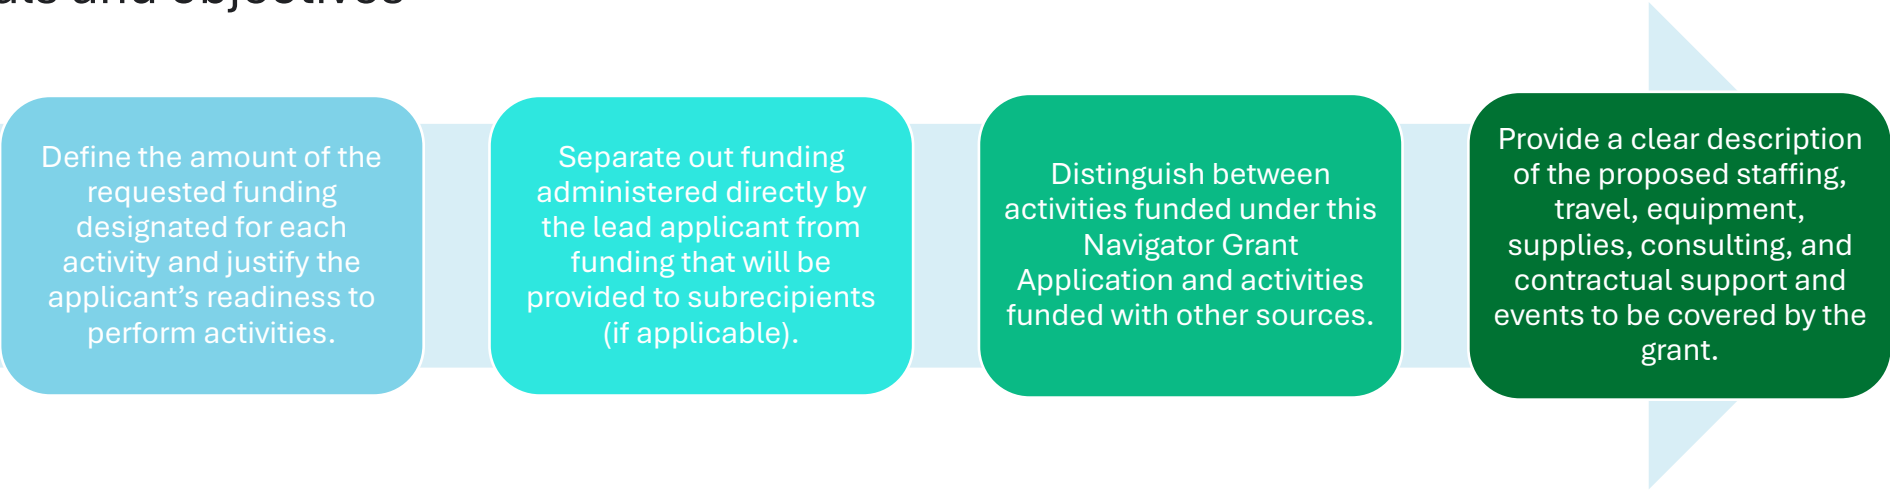 and objectives
Define the amount of the
requested funding
designated for each
activity and justify the
applicant’s readiness to
perform activities.
Separate out funding
administered directly by
the lead applicant from
funding that will be
provided to subrecipients
(if applicable).
Distinguish between
activities funded under this
Navigator Grant
Application and activities
funded with other sources.
Provide a clear description
of the proposed staffing,
travel, equipment,
supplies, consulting, and
contractual support and
events to be covered by the
grant.